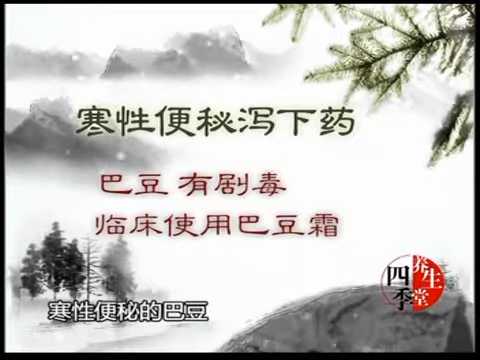 寒性便秘泻下药
巴豆 有剧毒
临床使用巴豆霜
四季
养生堂
寒性便秘的巴豆